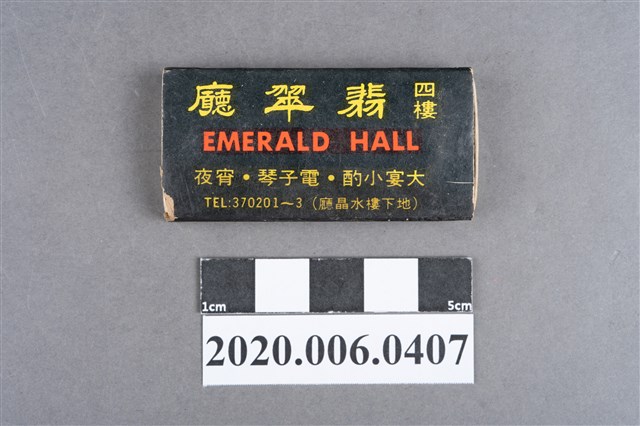 四樓 翡翠廳
EMERALD HALL
大宴小酌・電子琴・宵夜
TEL:370201～3（地下樓水晶廳）
1cm 5cm
2020.006.0407